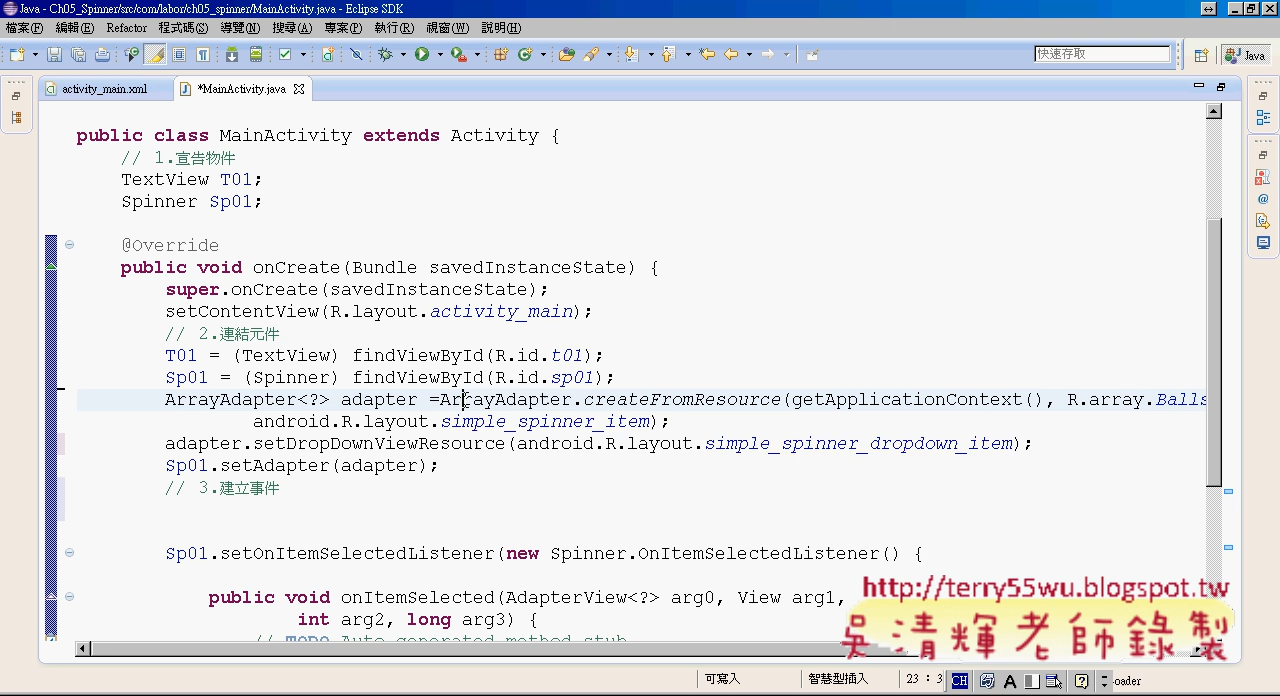 Java - Ch05_Spinner/src/com/labor/ch05_spinner/MainActivity.java - Eclipse SDK
檔案(F) 編輯(E) Refactor 程式碼(S) 導覽(N) 搜尋(A) 專案(P) 執行(R) 視窗(W) 說明(H)
快速存取
Java
activity_main.xml
*MainActivity.java
public class MainActivity extends Activity {
// 1.宣告物件
TextView T01;
Spinner Sp01;
@Override
public void onCreate(Bundle savedInstanceState) {
super.onCreate(savedInstanceState);
setContentView(R.layout.activity_main);
// 2.連結元件
T01 = (TextView) findViewById(R.id.t01);
Sp01 = (Spinner) findViewById(R.id.sp01);
ArrayAdapter<?> adapter =ArrayAdapter.createFromResource(getApplicationContext(), R.array.Balls
android.R.layout.simple_spinner_item);
adapter.setDropDownViewResource(android.R.layout.simple_spinner_dropdown_item);
Sp01.setAdapter(adapter);
// 3.建立事件
Sp01.setOnItemSelectedListener(new Spinner.OnItemSelectedListener() {
public void onItemSelected(AdapterView<?> arg0, View arg1,
int arg2, long arg3) {
// TODO Auto-generated method stub
http://terry55wu.blogspot.tw
吳清輝老師錄製
可寫入
智慧型插入
23 : 3
CH
oader